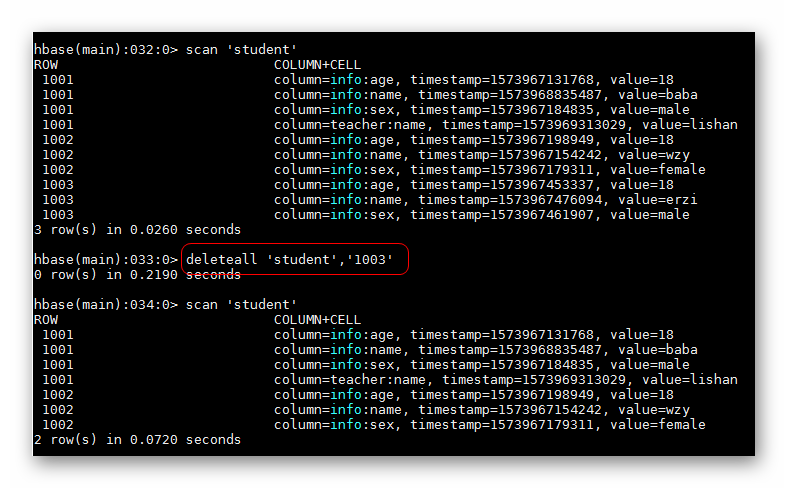 hbase(main):032:0> scan 'student'
ROW COLUMN+CELL
1001 column=info:age, timestamp=1573967131768, value=18
1001 column=info:name, timestamp=1573968835487, value=baba
1001 column=info:sex, timestamp=1573967184835, value=male
1001 column=teacher:name, timestamp=1573969313029, value=lishan
1002 column=info:age, timestamp=1573967198949, value=18
1002 column=info:name, timestamp=1573967154242, value=wzy
1002 column=info:sex, timestamp=1573967179311, value=female
1003 column=info:age, timestamp=1573967453337, value=18
1003 column=info:name, timestamp=1573967476094, value=erzi
1003 column=info:sex, timestamp=1573967461907, value=male
3 row(s) in 0.0260 seconds
hbase(main):033:0> deleteall 'student','1003'
0 row(s) in 0.2190 seconds
hbase(main):034:0> scan 'student'
ROW COLUMN+CELL
1001 column=info:age, timestamp=1573967131768, value=18
1001 column=info:name, timestamp=1573968835487, value=baba
1001 column=info:sex, timestamp=1573967184835, value=male
1001 column=teacher:name, timestamp=1573969313029, value=lishan
1002 column=info:age, timestamp=1573967198949, value=18
1002 column=info:name, timestamp=1573967154242, value=wzy
1002 column=info:sex, timestamp=1573967179311, value=female
2 row(s) in 0.0720 seconds